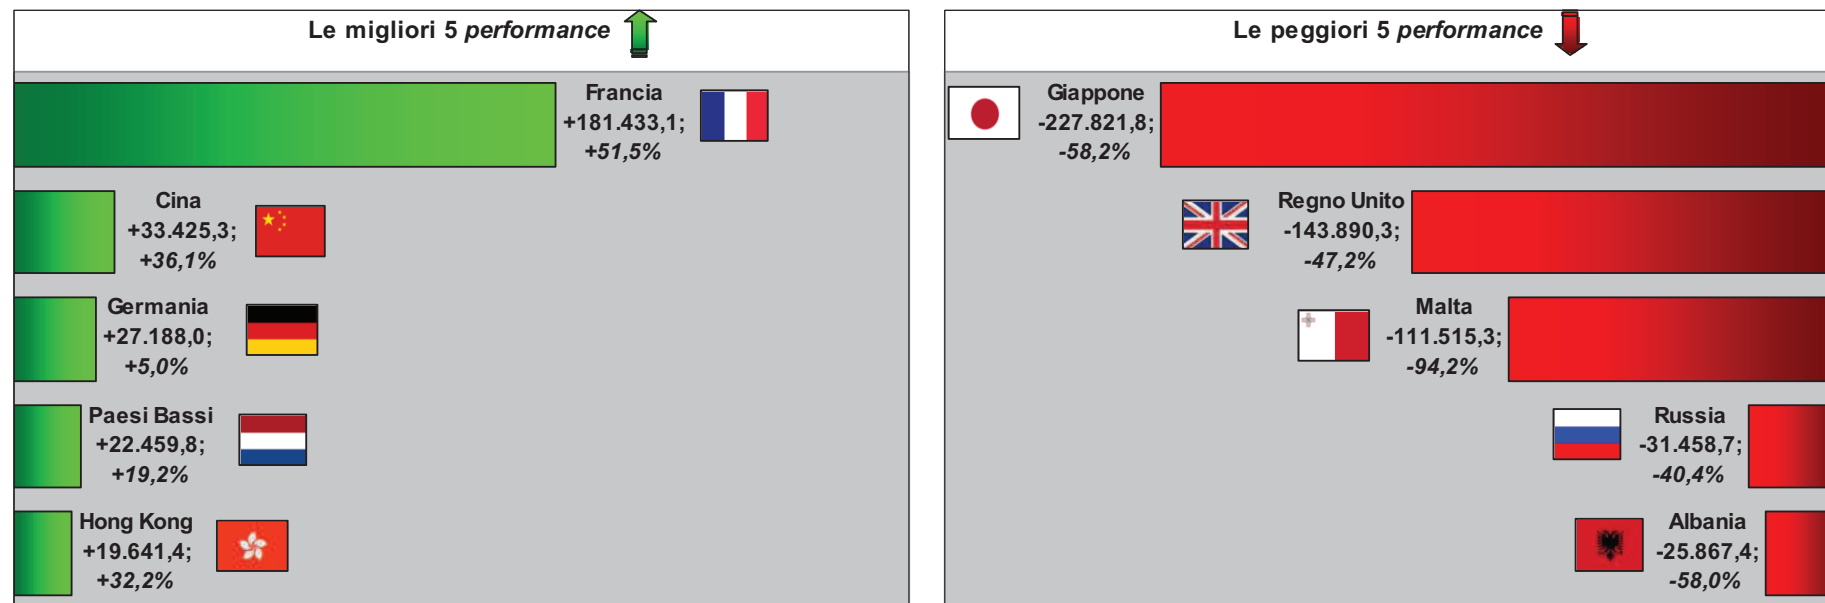 Le migliori 5 performance
Francia
+181.433,1;
+51,5%
Cina
+33.425,3;
+36,1%
Germania
+27.188,0;
+5,0%
Paesi Bassi
+22.459,8;
+19,2%
Hong Kong
+19.641,4;
+32,2%
Le peggiori 5 performance
Giappone
-227.821,8;
-58,2%
Regno Unito
-143.890,3;
-47,2%
Malta
-111.515,3;
-94,2%
Russia
-31.458,7;
-40,4%
Albania
-25.867,4;
-58,0%